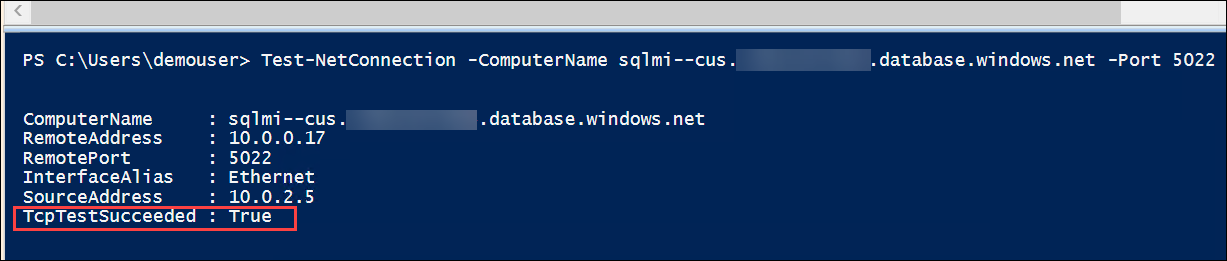 PS C:\Users\demouser> Test-NetConnection -ComputerName sqlmi--cus. .database.windows.net -Port 5022
ComputerName : sqlmi--cus. .database.windows.net
RemoteAddress : 10.0.0.17
RemotePort : 5022
InterfaceAlias : Ethernet
SourceAddress : 10.0.2.5
TcpTestSucceeded : True